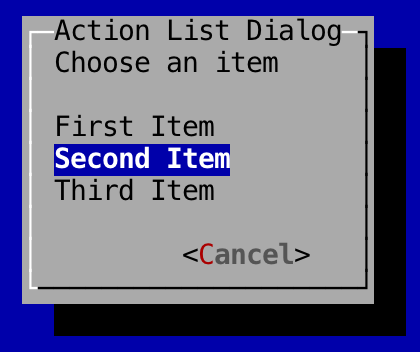 Action List Dialog
Choose an item
First Item
Second Item
Third Item
<Cancel>